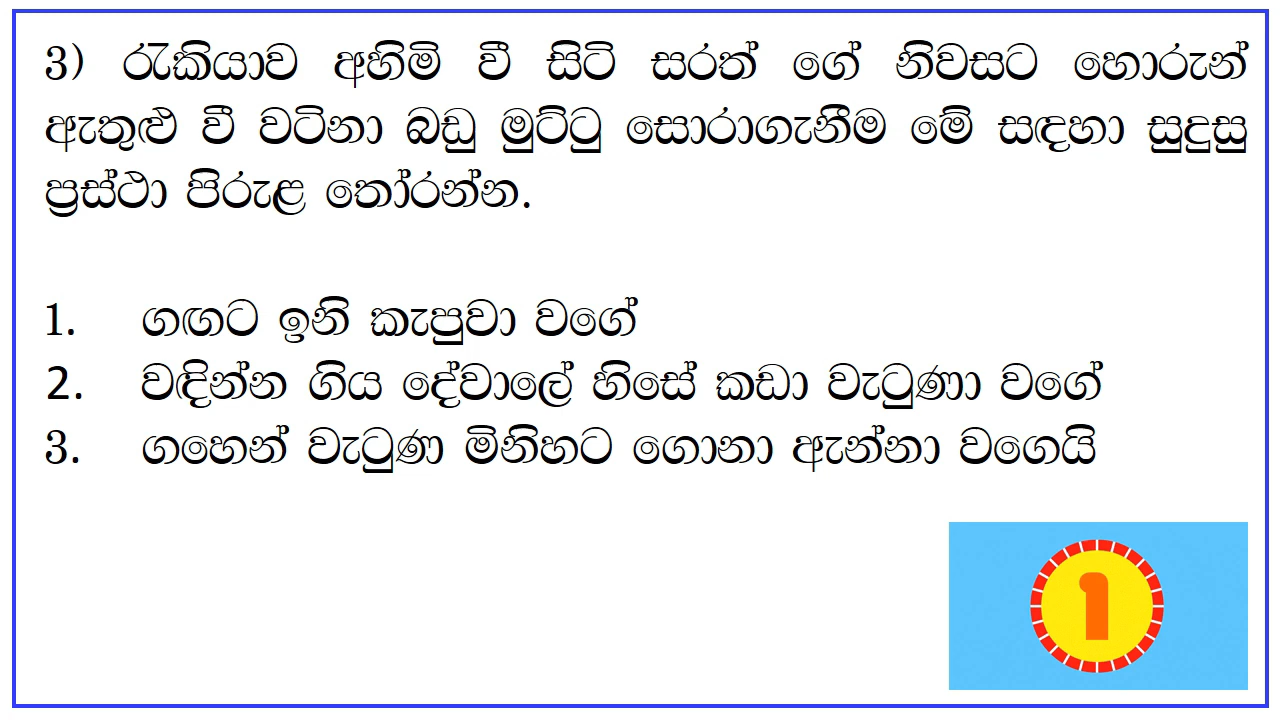 3) රැකියාව අහිමි වී සිටි සරත් ගේ නිවසට හොරුන්
ඇතුළු වී වටිනා බඩු මුට්ටු සොරාගැනීම මේ සඳහා සුදුසු
ප්‍රස්ථා පිරුළ තෝරන්න.
1. ගඟට ඉනි කැපුවා වගේ
2. වඳින්න ගිය දේවාලේ හිසේ කඩා වැටුණා වගේ
3. ගහෙන් වැටුණ මිනිහට ගොනා ඇන්නා වගෙයි
1